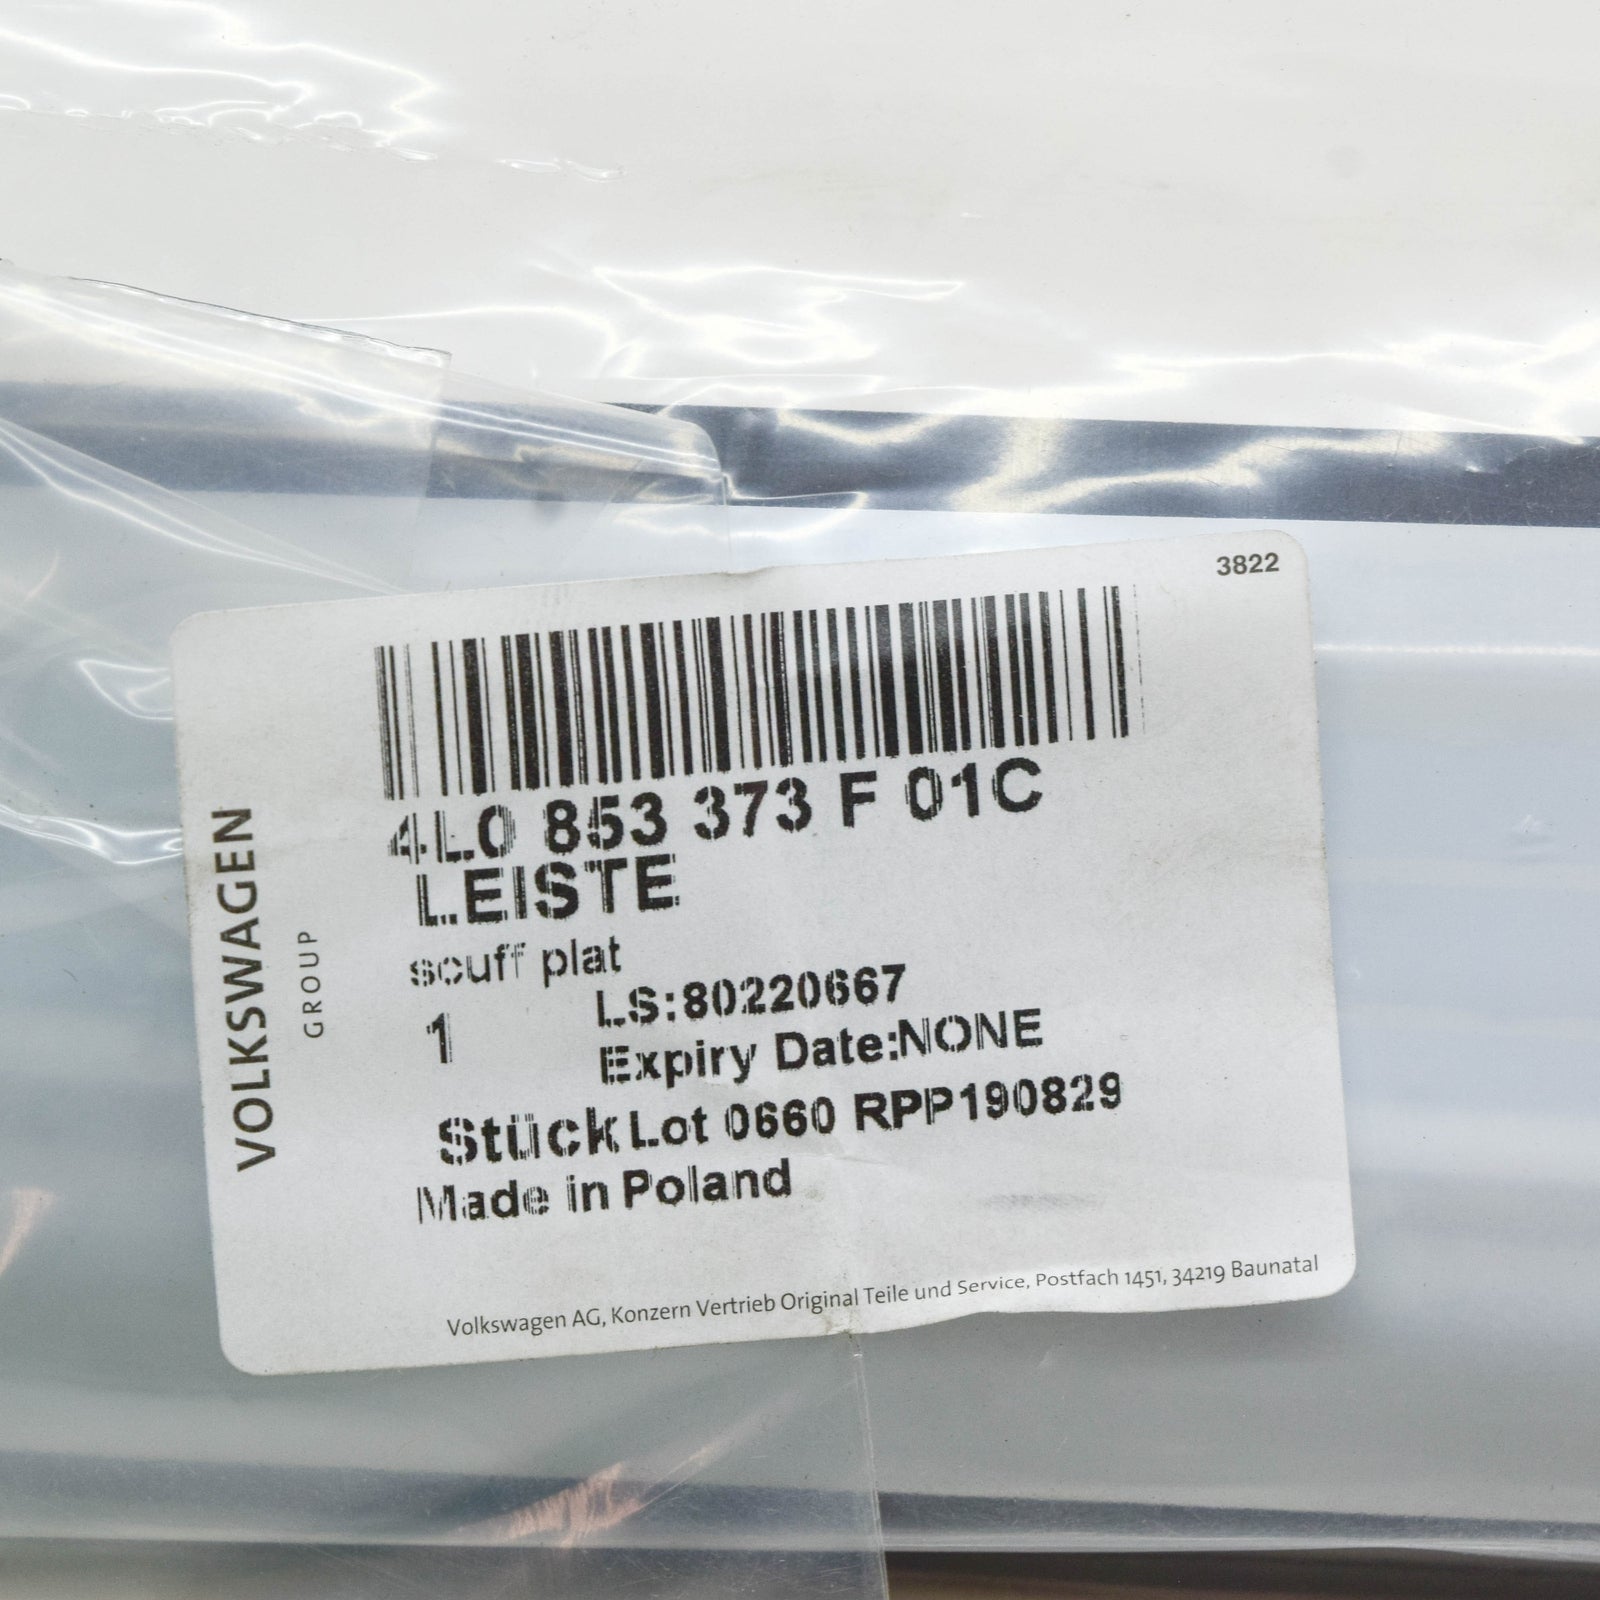 3822
4L0 853 373 F 01C
LEISTE
scuff plat
LS:80220667
1
Expiry Date:NONE
Stück Lot 0660 RPP190829
Made in Poland
VOLKSWAGEN
GROUP
Volkswagen AG, Konzern Vertrieb Original Teile und Service, Postfach 1451, 34219 Baunatal